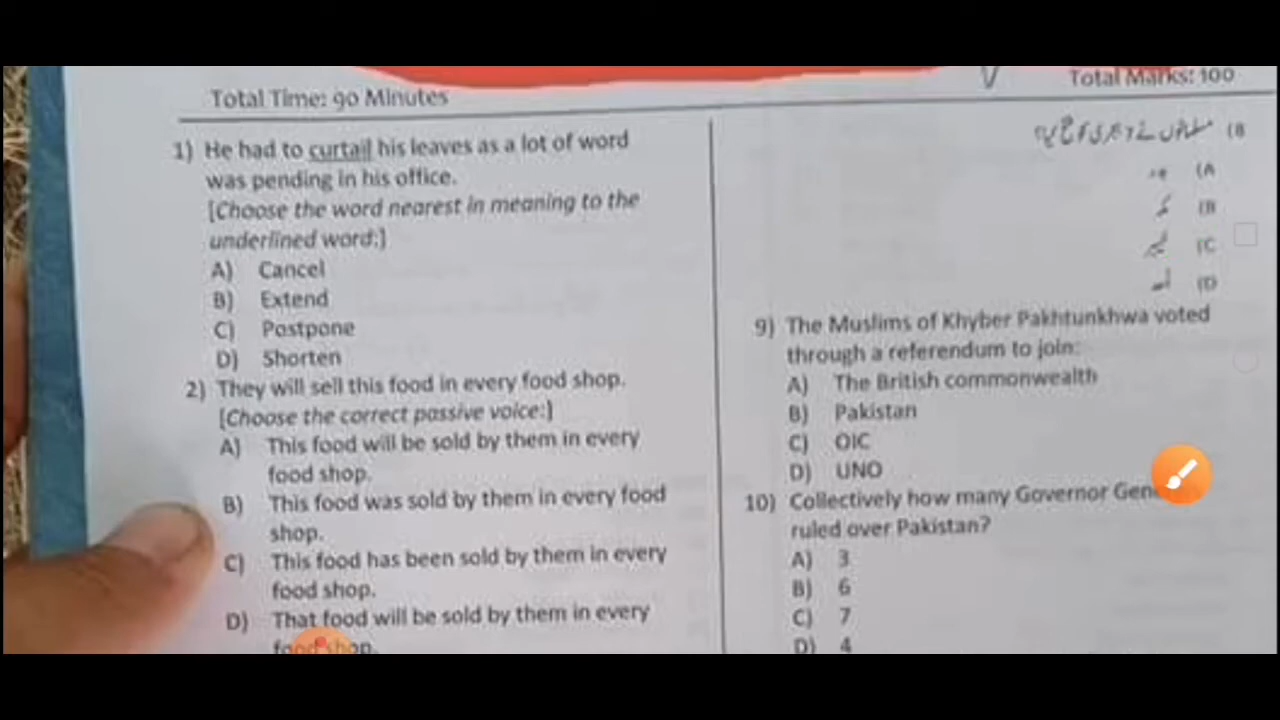 Total Time: 90 Minutes
Total Marks: 100
1) He had to curtail his leaves as a lot of word
was pending in his office.
[Choose the word nearest in meaning to the
underlined word:]
A) Cancel
B) Extend
C) Postpone
D) Shorten
2) They will sell this food in every food shop.
[Choose the correct passive voice:]
A) This food will be sold by them in every
food shop.
B) This food was sold by them in every food
shop.
C) This food has been sold by them in every
food shop.
D) That food will be sold by them in every
food shop.
(8
(A
(B
(C
(D
9) The Muslims of Khyber Pakhtunkhwa voted
through a referendum to join:
A) The British commonwealth
B) Pakistan
C) OIC
D) UNO
10) Collectively how many Governor Gen
ruled over Pakistan?
A) 3
B) 6
C) 7
D) 4